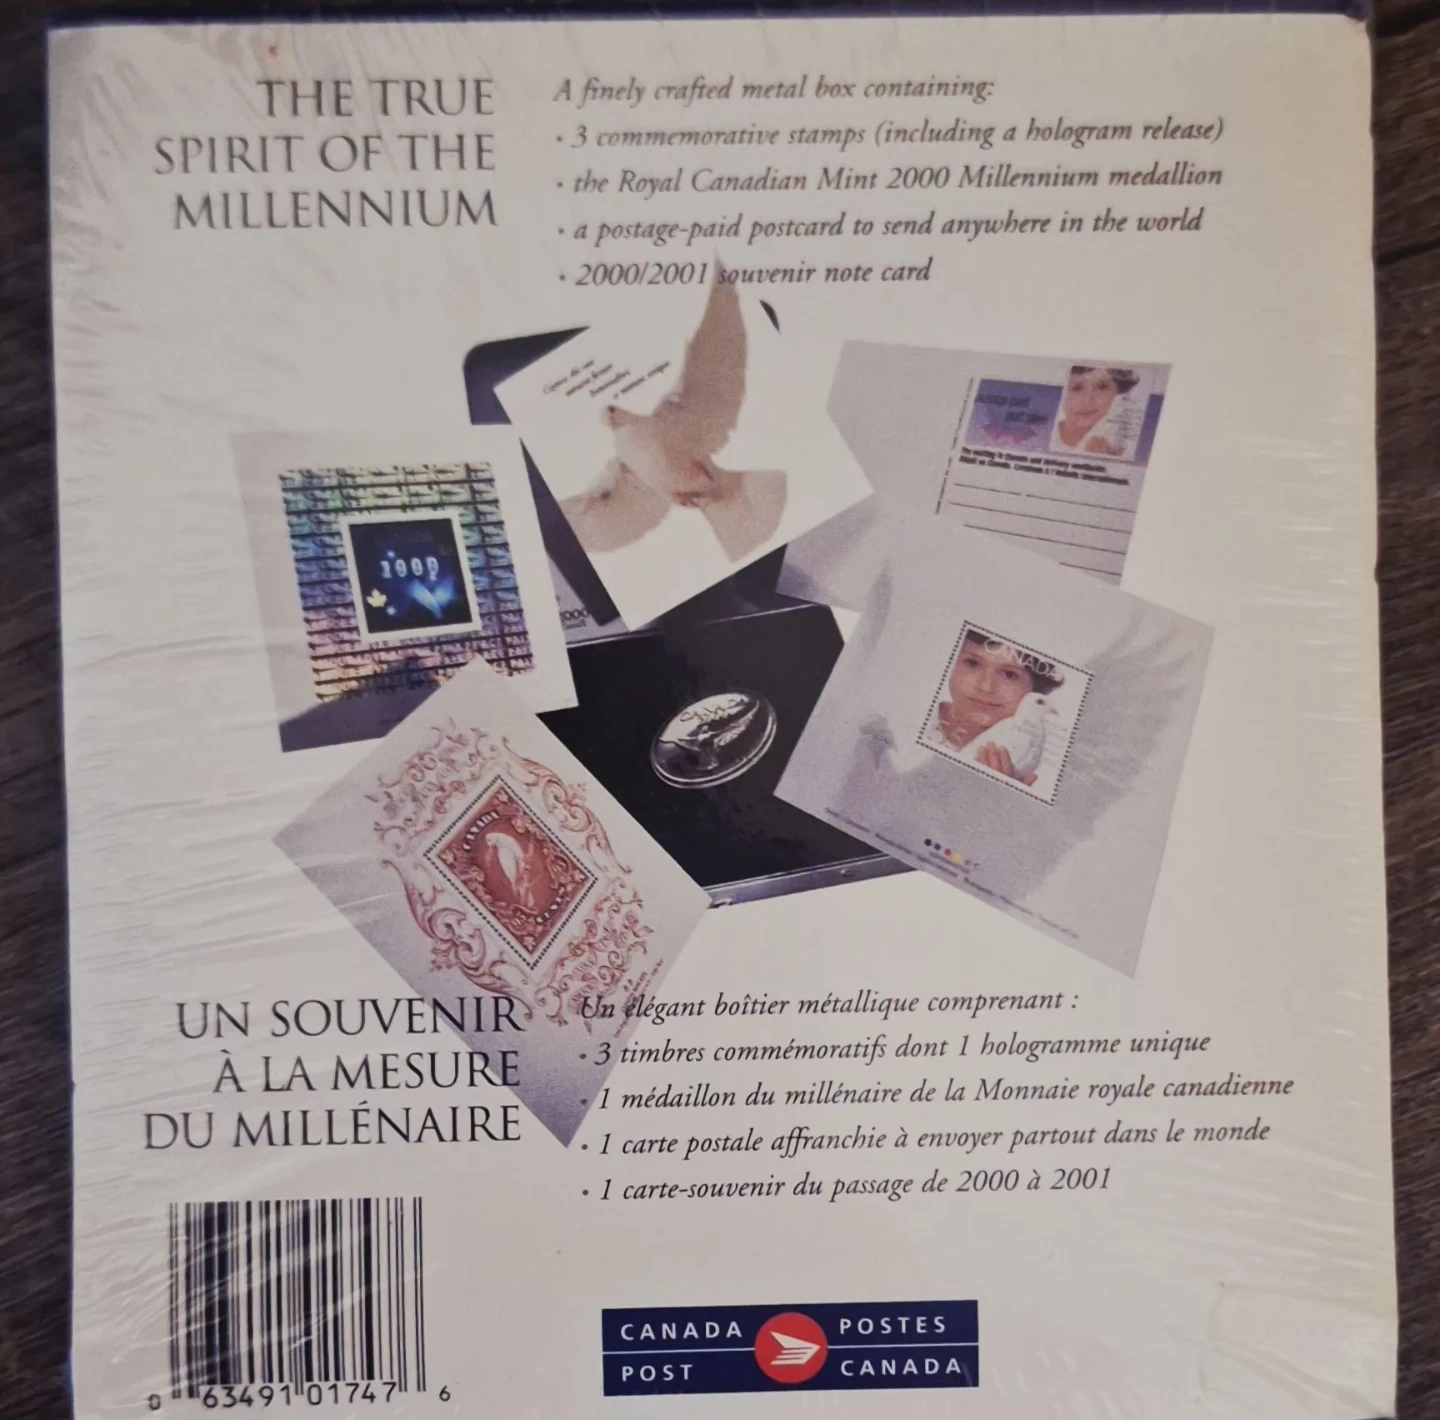 THE TRUE
SPIRIT OF THE
MILLENNIUM
A finely crafted metal box containing:
• 3 commemorative stamps (including a hologram release)
• the Royal Canadian Mint 2000 Millennium medallion
• a postage-paid postcard to send anywhere in the world
• 2000/2001 souvenir note card
1999
2000
CANADA
CANADA
CENTS
UN SOUVENIR
À LA MESURE
DU MILLÉNAIRE
Un élégant boîtier métallique comprenant :
• 3 timbres commémoratifs dont 1 hologramme unique
• 1 médaillon du millénaire de la Monnaie royale canadienne
• 1 carte postale affranchie à envoyer partout dans le monde
• 1 carte-souvenir du passage de 2000 à 2001
0 63491 01747 6
CANADA POSTES
POST CANADA